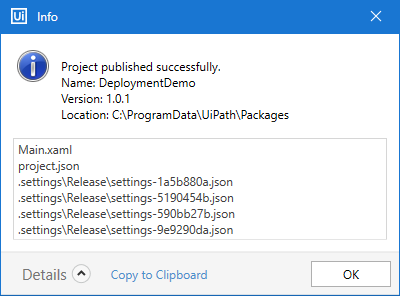 Ui Info
Project published successfully.
Name: DeploymentDemo
Version: 1.0.1
Location: C:\ProgramData\UiPath\Packages
Main.xaml
project.json
.settings\Release\settings-1a5b880a.json
.settings\Release\settings-5190454b.json
.settings\Release\settings-590bb27b.json
.settings\Release\settings-9e9290da.json
Details Copy to Clipboard OK